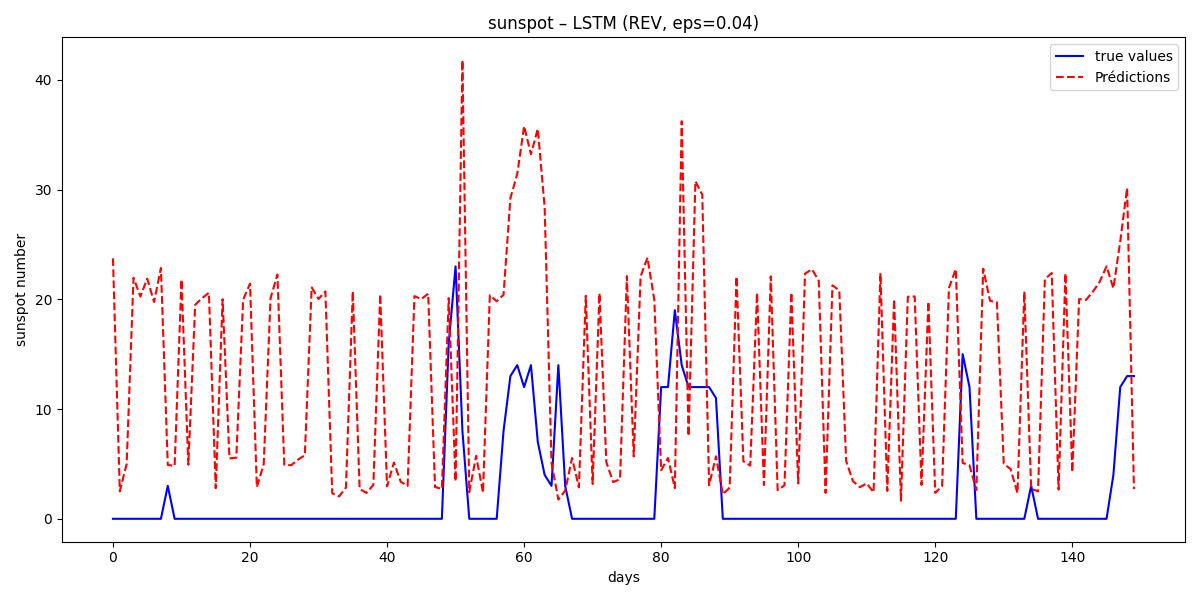 sunspot – LSTM (REV, eps=0.04)
true values
Prédictions
sunspot number
40
30
20
10
0
0 20 40 60 80 100 120 140
days